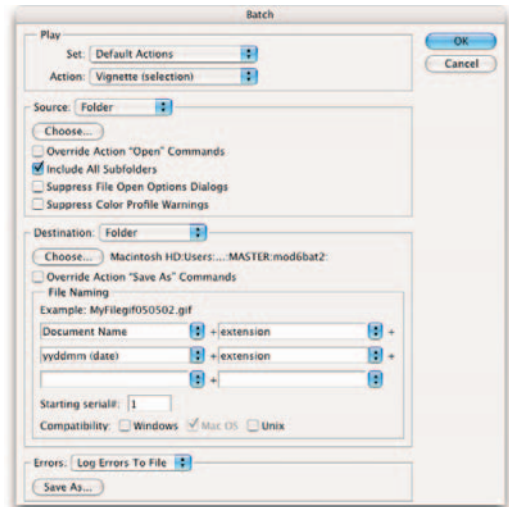 Batch
Play
OK
Set: Default Actions
Cancel
Action: Vignette (selection)
Source: Folder
Choose...
Override Action "Open" Commands
Include All Subfolders
Suppress File Open Options Dialogs
Suppress Color Profile Warnings
Destination: Folder
Choose... Macintosh HD:Users:...:MASTER:mod6bat2:
Override Action "Save As" Commands
File Naming
Example: MyFilegif050502.gif
Document Name + extension +
yyddmm (date) + extension +
+
Starting serial#: 1
Compatibility: Windows Mac OS Unix
Errors: Log Errors To File
Save As...